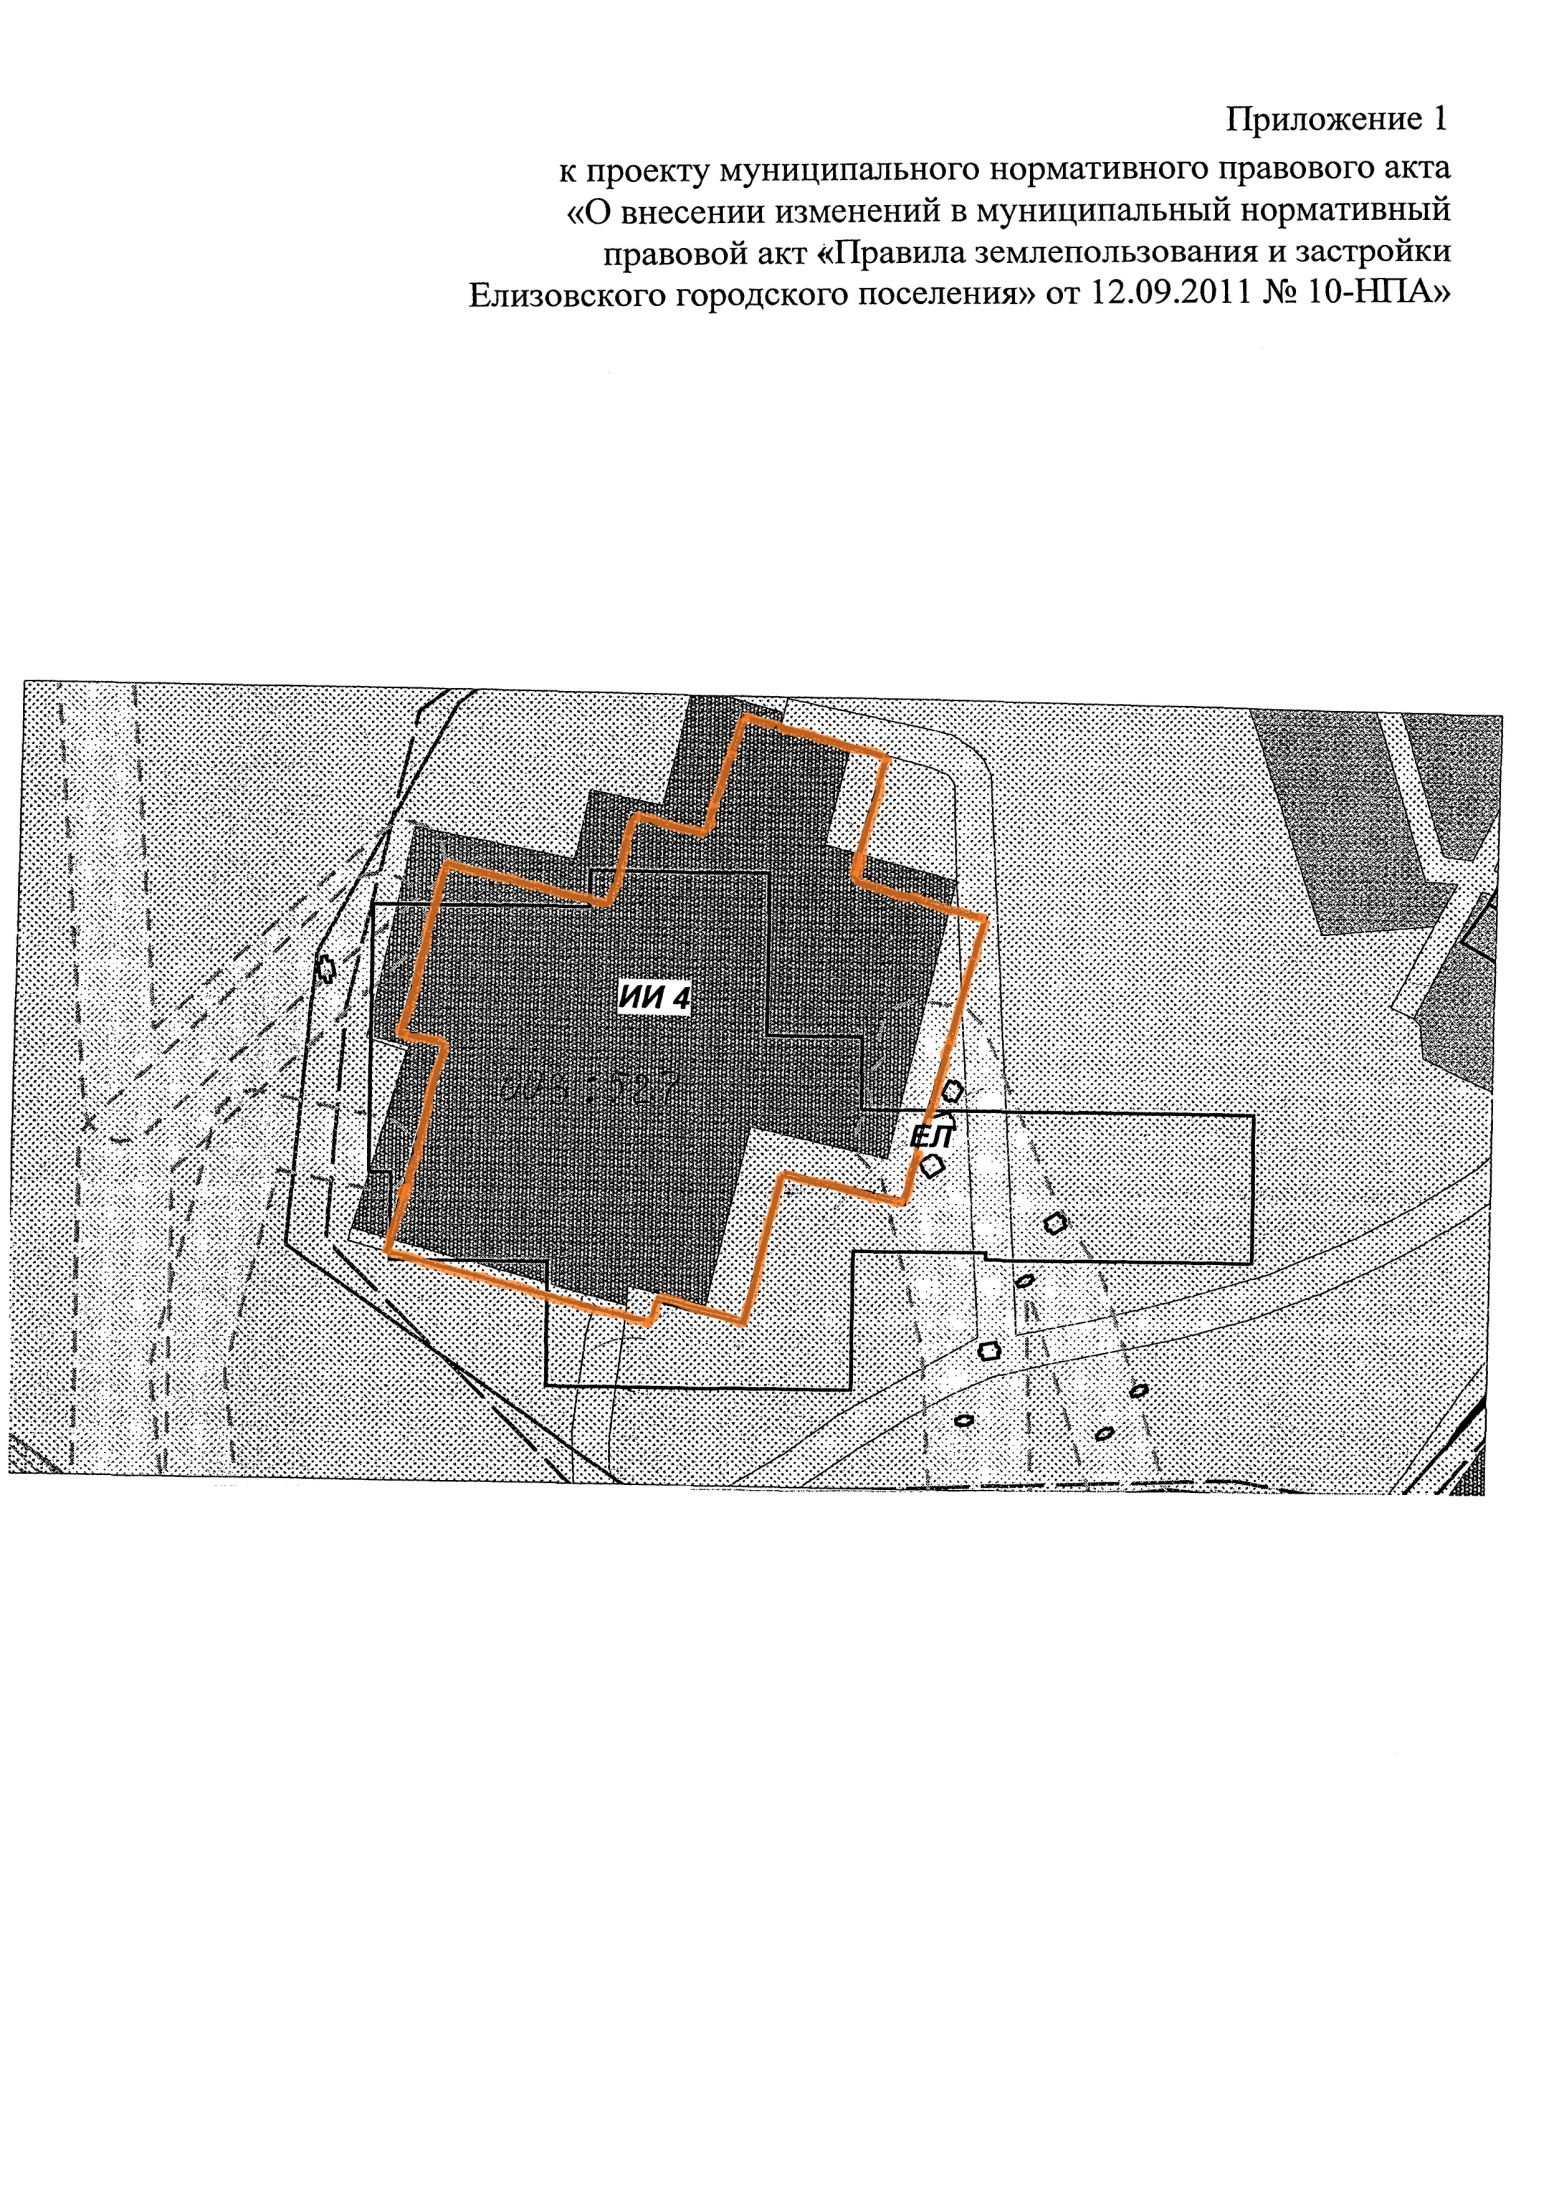 Приложение 1
к проекту муниципального нормативного правового акта
«О внесении изменений в муниципальный нормативный
правовой акт «Правила землепользования и застройки
Елизовского городского поселения» от 12.09.2011 № 10-НПА»
ИИ 4
:527
ЕЛ